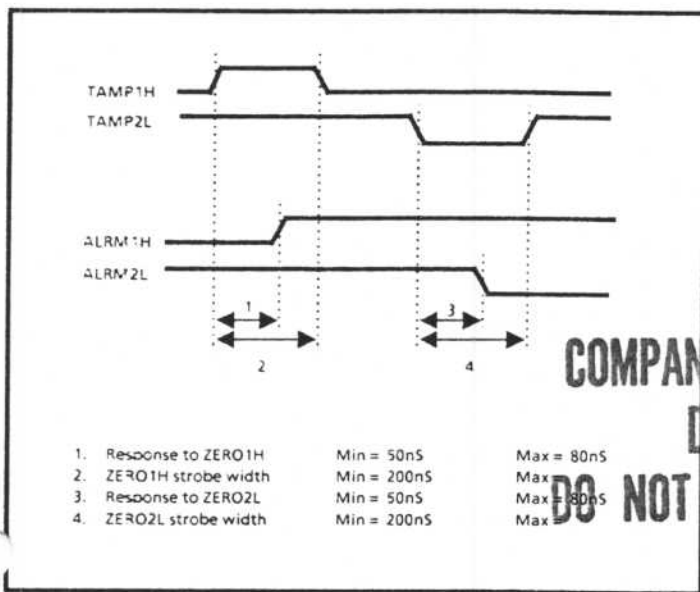 TAMP1H
TAMP2L
ALRM1H
ALRM2L
1 3
2 4
COMPAN
DO NOT
1. Response to ZERO1H Min = 50nS Max = 80nS
2. ZERO1H strobe width Min = 200nS Max =
3. Response to ZERO2L Min = 50nS Max = 80nS
4. ZERO2L strobe width Min = 200nS Max =